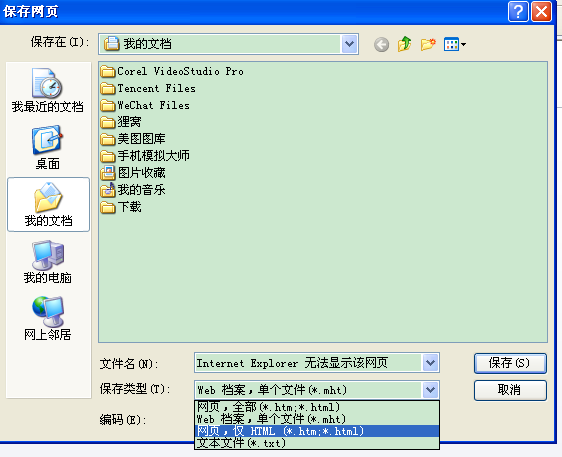 保存网页
保存在(I):
我的文档
我最近的文档
桌面
我的文档
我的电脑
网上邻居
Corel VideoStudio Pro
Tencent Files
WeChat Files
狸窝
美图图库
手机模拟大师
图片收藏
我的音乐
下载
文件名(N):
Internet Explorer 无法显示该网页
保存(S)
保存类型(T):
Web 档案，单个文件(*.mht)
取消
编码(E):
网页，全部(*.htm;*.html)
Web 档案，单个文件(*.mht)
网页，仅 HTML (*.htm;*.html)
文本文件(*.txt)